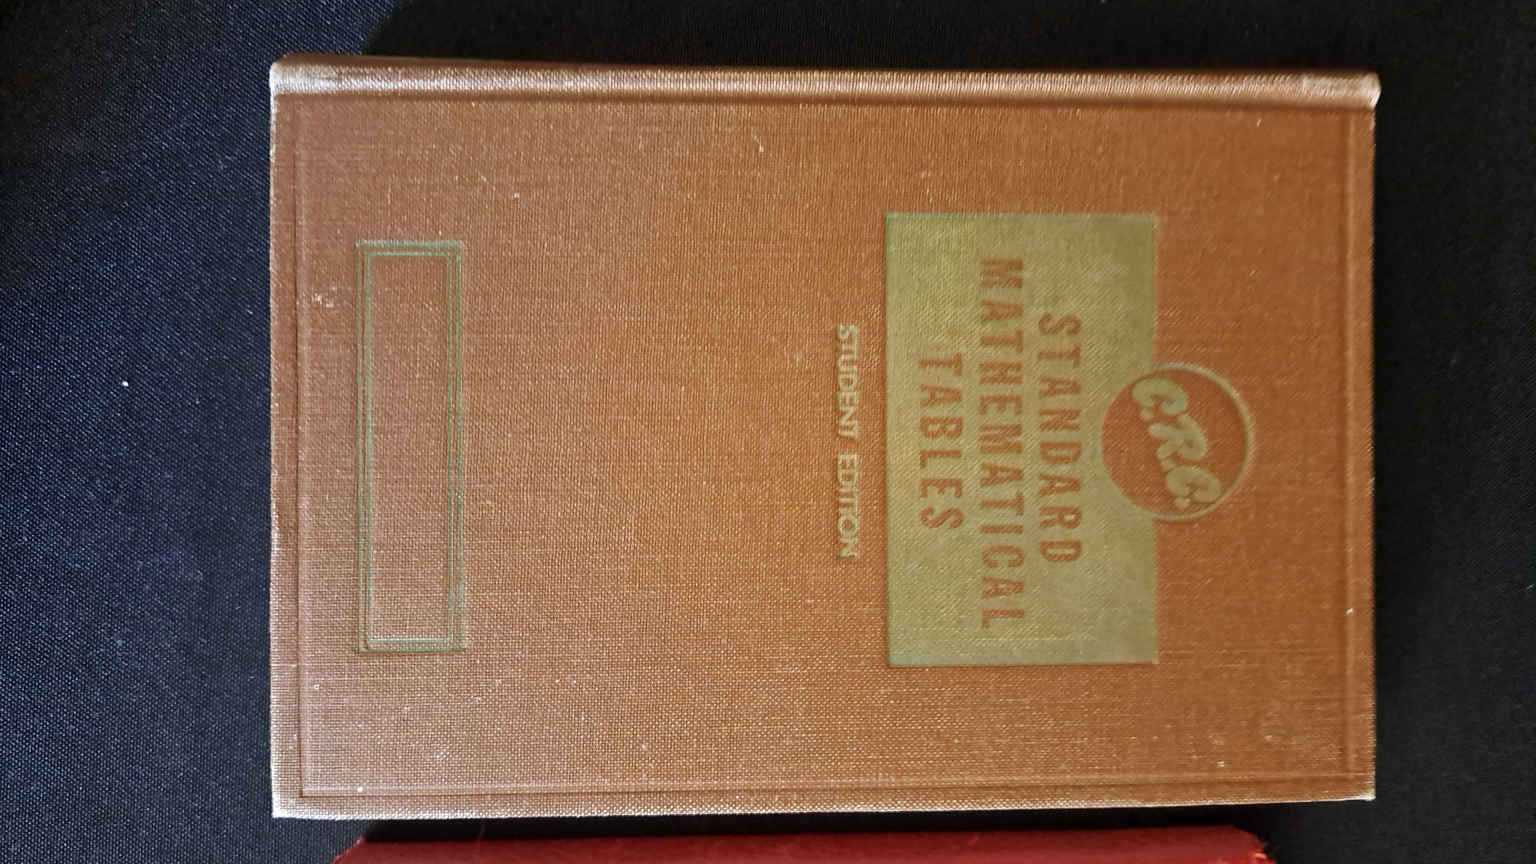 C.R.C.
STANDARD
MATHEMATICAL
TABLES
STUDENT EDITION